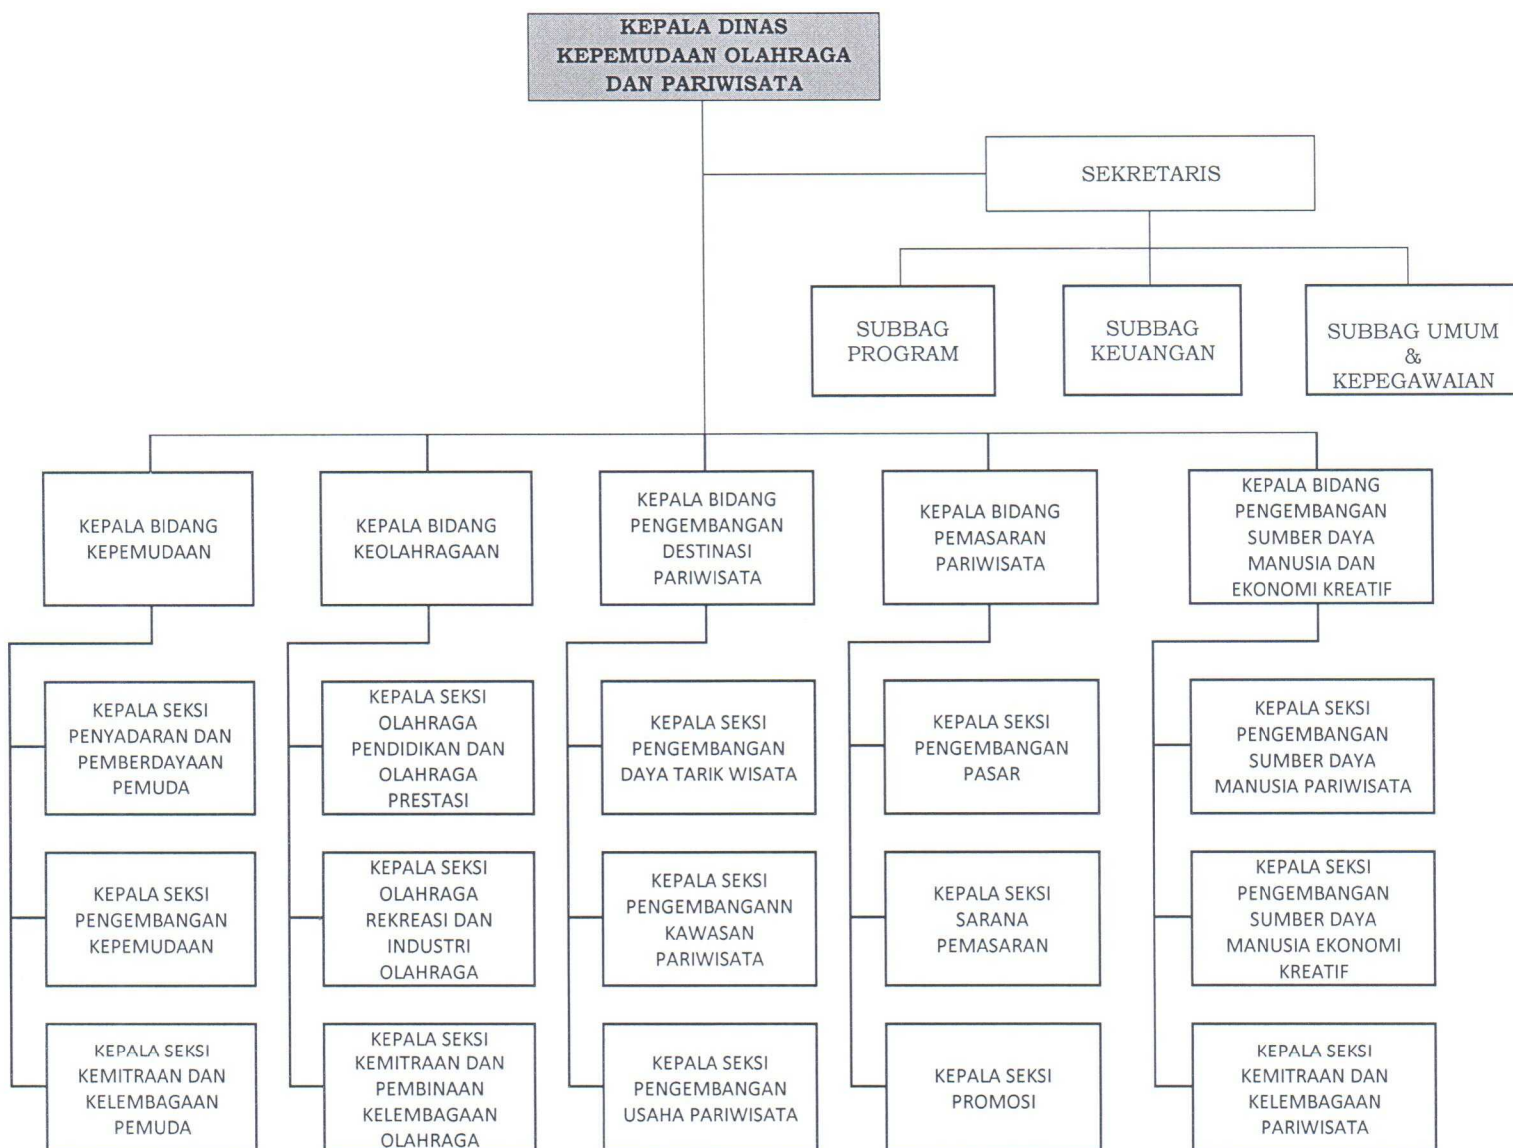 KEPALA DINAS
KEPEMUDAAN OLAHRAGA
DAN PARIWISATA
SEKRETARIS
SUBBAG
PROGRAM
SUBBAG
KEUANGAN
SUBBAG UMUM
&
KEPEGAWAIAN
KEPALA BIDANG
KEPEMUDAAN
KEPALA BIDANG
KEOLAHRAGAAN
KEPALA BIDANG
PENGEMBANGAN
DESTINASI
PARIWISATA
KEPALA BIDANG
PEMASARAN
PARIWISATA
KEPALA BIDANG
PENGEMBANGAN
SUMBER DAYA
MANUSIA DAN
EKONOMI KREATIF
KEPALA SEKSI
PENYADARAN DAN
PEMBERDAYAAN
PEMUDA
KEPALA SEKSI
OLAHRAGA
PENDIDIKAN DAN
OLAHRAGA
PRESTASI
KEPALA SEKSI
PENGEMBANGAN
DAYA TARIK WISATA
KEPALA SEKSI
PENGEMBANGAN
PASAR
KEPALA SEKSI
PENGEMBANGAN
SUMBER DAYA
MANUSIA PARIWISATA
KEPALA SEKSI
PENGEMBANGAN
KEPEMUDAAN
KEPALA SEKSI
OLAHRAGA
REKREASI DAN
INDUSTRI
OLAHRAGA
KEPALA SEKSI
PENGEMBANGANN
KAWASAN
PARIWISATA
KEPALA SEKSI
SARANA
PEMASARAN
KEPALA SEKSI
PENGEMBANGAN
SUMBER DAYA
MANUSIA EKONOMI
KREATIF
KEPALA SEKSI
KEMITRAAN DAN
KELEMBAGAAN
PEMUDA
KEPALA SEKSI
KEMITRAAN DAN
PEMBINAAN
KELEMBAGAAN
OLAHRAGA
KEPALA SEKSI
PENGEMBANGAN
USAHA PARIWISATA
KEPALA SEKSI
PROMOSI
KEPALA SEKSI
KEMITRAAN DAN
KELEMBAGAAN
PARIWISATA